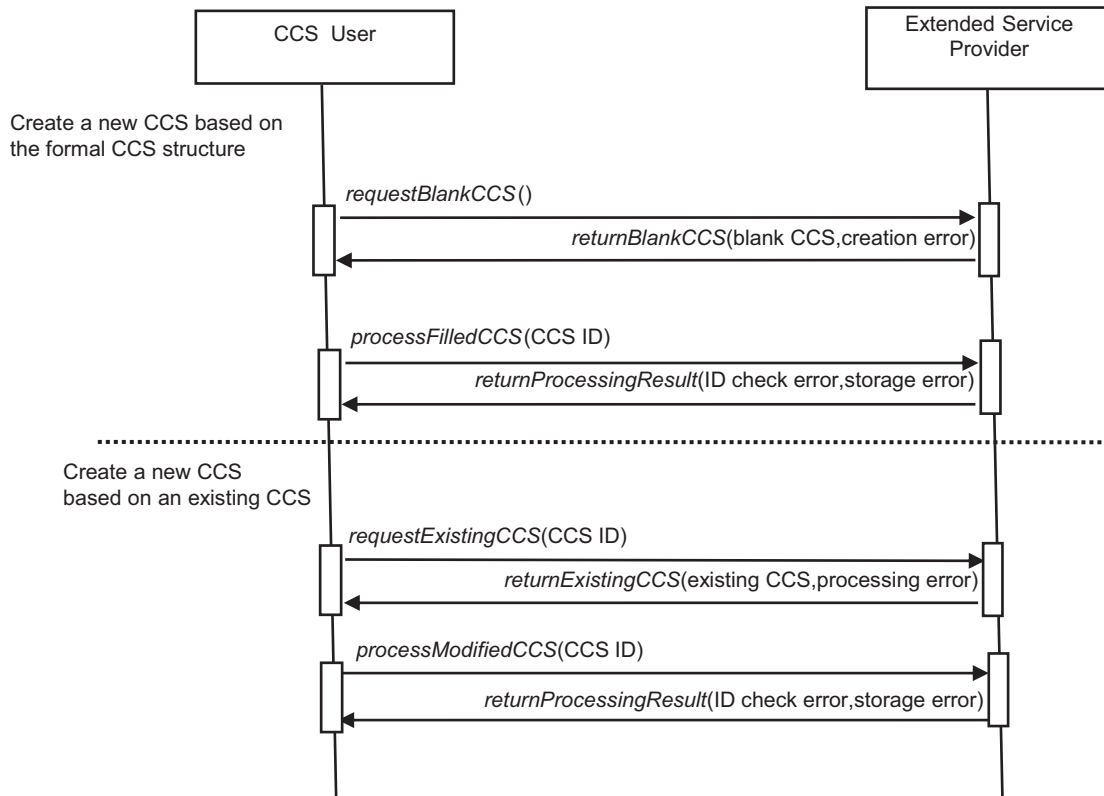 CCS User
Extended Service
Provider
Create a new CCS based on
the formal CCS structure
requestBlankCCS()
returnBlankCCS(blank CCS,creation error)
processFilledCCS(CCS ID)
returnProcessingResult(ID check error,storage error)
Create a new CCS
based on an existing CCS
requestExistingCCS(CCS ID)
returnExistingCCS(existing CCS,processing error)
processModifiedCCS(CCS ID)
returnProcessingResult(ID check error,storage error)